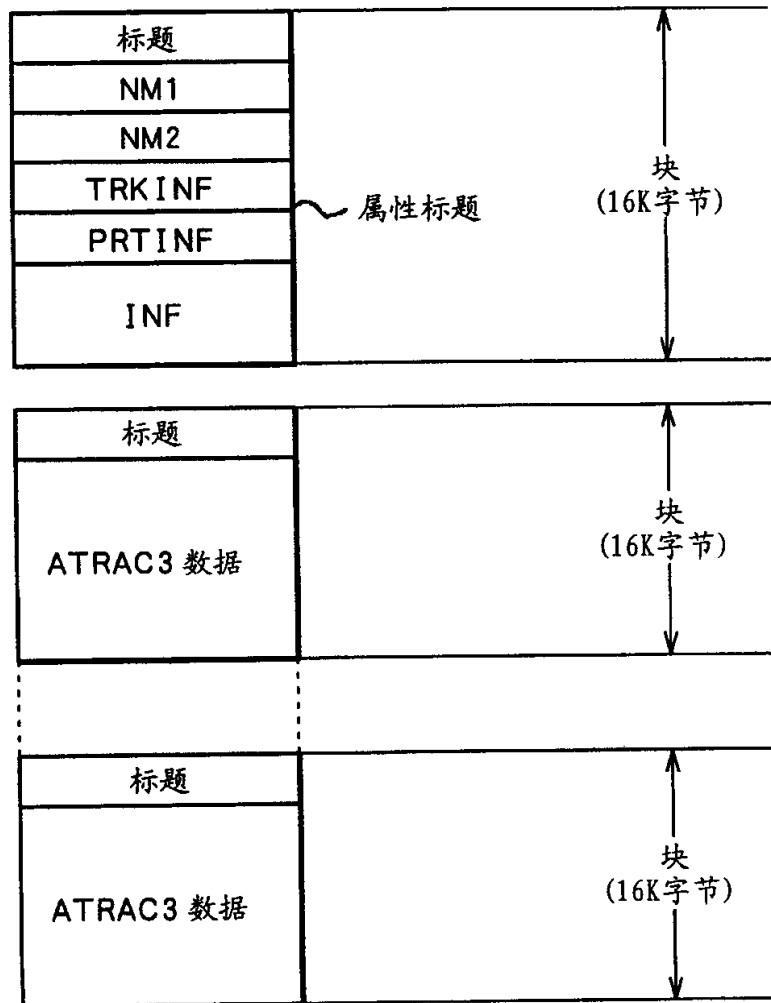 标题
NM1
NM2
TRKINF
属性标题
PRTINF
INF
块
(16K字节)
标题
ATRAC3 数据
块
(16K字节)
标题
ATRAC3 数据
块
(16K字节)